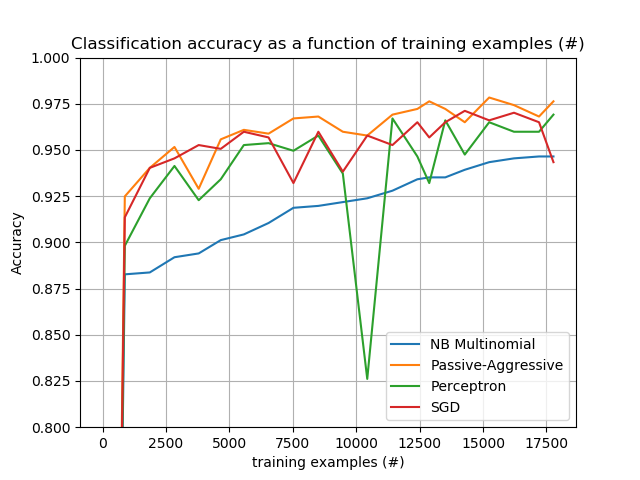 Classification accuracy as a function of training examples (#)
1.000
0.975
0.950
0.925
0.900
0.875
0.850
0.825
0.800
Accuracy
NB Multinomial
Passive-Aggressive
Perceptron
SGD
0
2500
5000
7500
10000
12500
15000
17500
training examples (#)